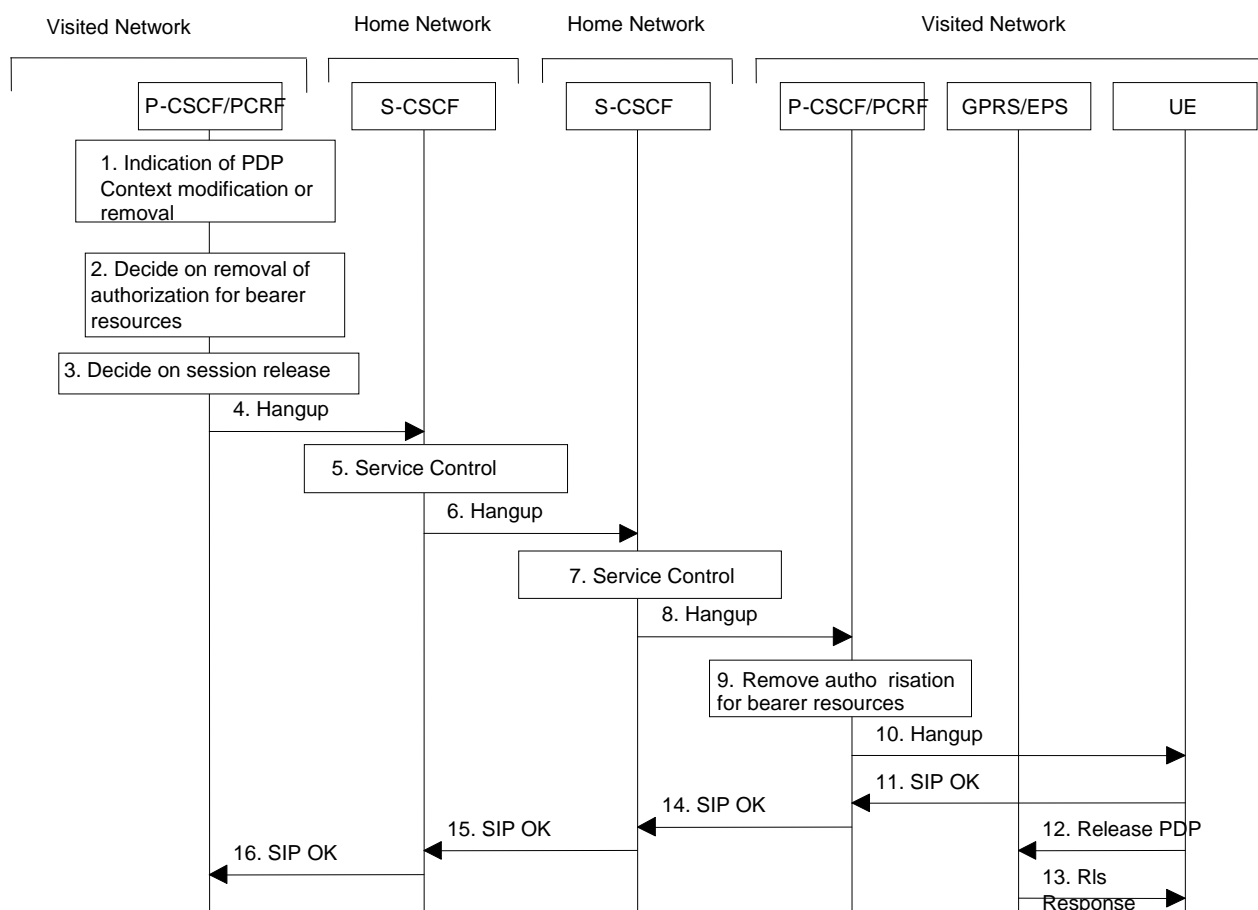 Visited Network
Home Network
Home Network
Visited Network
P-CSCF/PCRF
S-CSCF
S-CSCF
P-CSCF/PCRF
GPRS/EPS
UE
1. Indication of PDP
Context modification or
removal
2. Decide on removal of
authorization for bearer
resources
3. Decide on session release
4. Hangup
5. Service Control
6. Hangup
7. Service Control
8. Hangup
9. Remove autho risation
for bearer resources
10. Hangup
11. SIP OK
14. SIP OK
15. SIP OK
12. Release PDP
16. SIP OK
13. Rls
Response